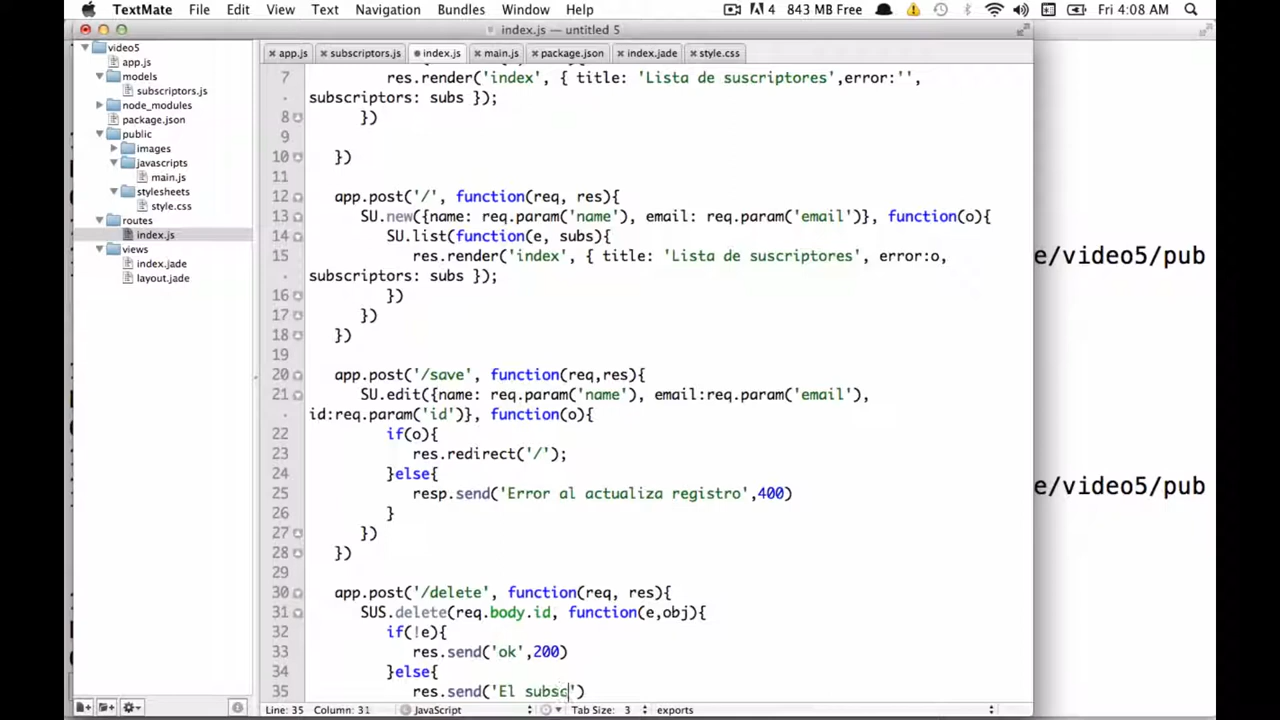 TextMate File Edit View Text Navigation Bundles Window Help 4 843 MB Free Fri 4:08 AM
index.js — untitled 5
video5
app.js
models
subscriptors.js
node_modules
package.json
public
images
javascripts
main.js
stylesheets
style.css
routes
index.js
views
index.jade
layout.jade
app.js subscriptors.js index.js main.js package.json index.jade style.css
7 res.render('index', { title: 'Lista de suscriptores',error:'',
subscriptors: subs });
8 })
9
10 })
11
12 app.post('/', function(req, res){
13 SU.new({name: req.param('name'), email: req.param('email')}, function(o){
14 SU.list(function(e, subs){
15 res.render('index', { title: 'Lista de suscriptores', error:o,
subscriptors: subs });
16 })
17 })
18 })
19
20 app.post('/save', function(req,res){
21 SU.edit({name: req.param('name'), email:req.param('email'),
id:req.param('id')}, function(o){
22 if(o){
23 res.redirect('/');
24 }else{
25 resp.send('Error al actualiza registro',400)
26 }
27 })
28 })
29
30 app.post('/delete', function(req, res){
31 SUS.delete(req.body.id, function(e,obj){
32 if(!e){
33 res.send('ok',200)
34 }else{
35 res.send('El subsc')
e/video5/pub
e/video5/pub
Line: 35 Column: 31 JavaScript Tab Size: 3 exports